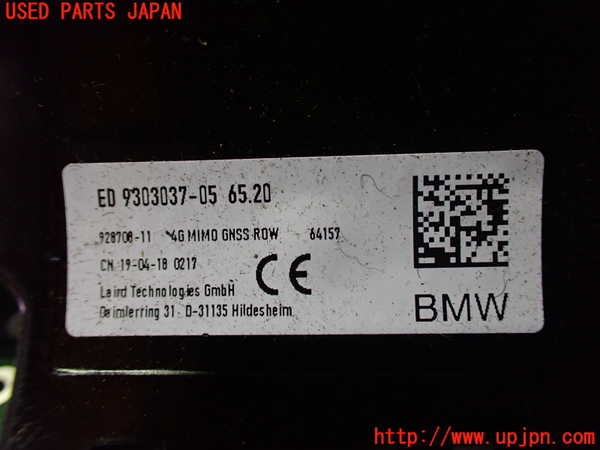 USED PARTS JAPAN
ED 9303037-05 65.20
928708-11 4G MIMO GNSS ROW 64157
CN 19-04-18 0217
Laird Technologies GmbH
Daimlerring 31 D-31135 Hildesheim
CE
BMW
http://www.upjpn.com/